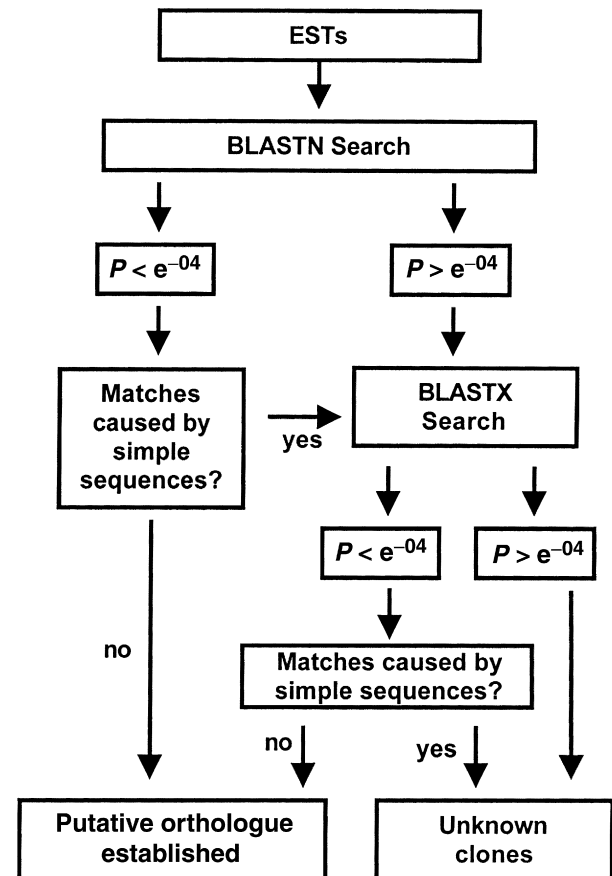 ESTs
BLASTN Search
P < e⁻⁰⁴
P > e⁻⁰⁴
Matches
caused by
simple
sequences?
yes
BLASTX
Search
P < e⁻⁰⁴
P > e⁻⁰⁴
no
Matches caused by
simple sequences?
no
yes
Putative orthologue
established
Unknown
clones